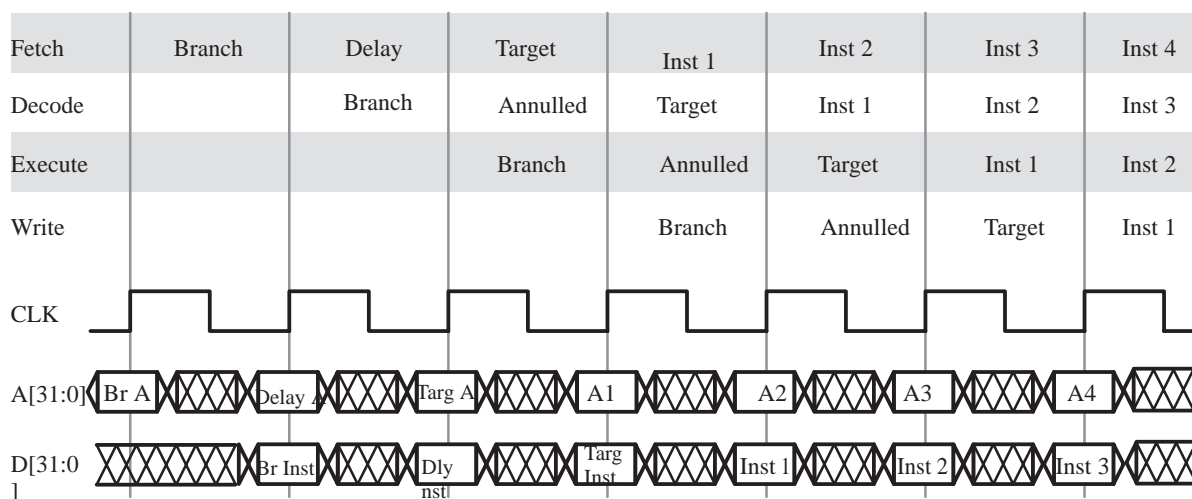 Fetch Branch Delay Target Inst 1 Inst 2 Inst 3 Inst 4
Decode Branch Annulled Target Inst 1 Inst 2 Inst 3
Execute Branch Annulled Target Inst 1 Inst 2
Write Branch Annulled Target Inst 1
CLK
A[31:0] Br A Delay A Targ A A1 A2 A3 A4
D[31:0 Br Inst Dly Targ Inst 1 Inst 2 Inst 3
] nst Inst